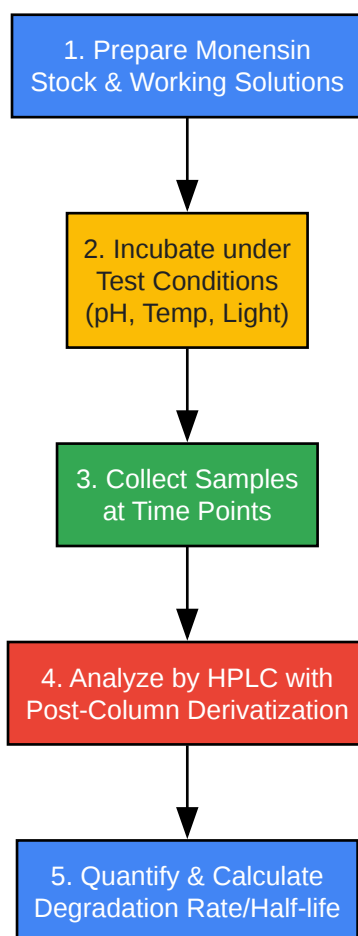 1. Prepare Monensin
Stock & Working Solutions
2. Incubate under
Test Conditions
(pH, Temp, Light)
3. Collect Samples
at Time Points
4. Analyze by HPLC with
Post-Column Derivatization
5. Quantify & Calculate
Degradation Rate/Half-life